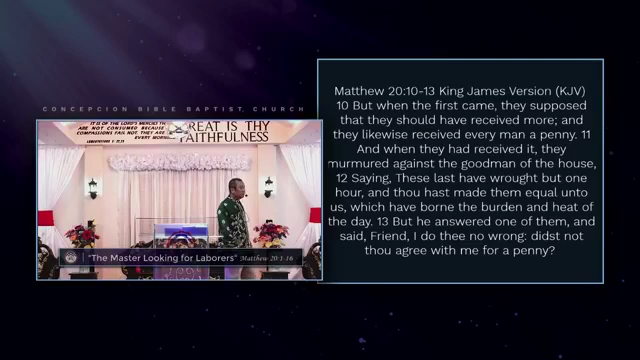 CONCEPCION BIBLE BAPTIST CHURCH
IT IS OF THE LORD'S MERCIES TH
ARE NOT CONSUMED BECAUSE
COMPASSIONS FAIL NOT. THEY
EVERY MORN
REAT IS THY
FAITHFULNESS
"The Master Looking for Laborers" Matthew 20:1-16
Matthew 20:10-13 King James Version (KJV)
10 But when the first came, they supposed
that they should have received more; and
they likewise received every man a penny. 11
And when they had received it, they
murmured against the goodman of the house,
12 Saying, These last have wrought but one
hour, and thou hast made them equal unto
us, which have borne the burden and heat of
the day. 13 But he answered one of them, and
said, Friend, I do thee no wrong: didst not
thou agree with me for a penny?